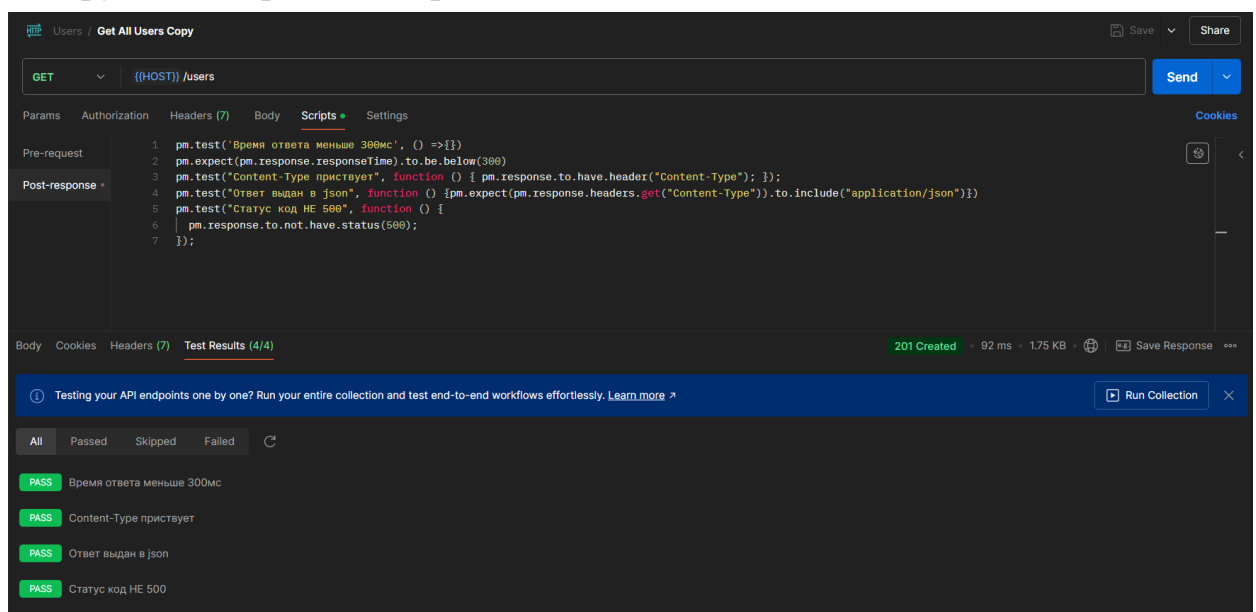 HTTP Users / Get All Users Copy Save Share
GET {{HOST}} /users Send
Params Authorization Headers (7) Body Scripts Settings Cookies
Pre-request
Post-response
1 pm.test('Время ответа меньше 300мс', () =>{})
2 pm.expect(pm.response.responseTime).to.be.below(300)
3 pm.test("Content-Type приствует", function () { pm.response.to.have.header("Content-Type"); });
4 pm.test("Ответ выдан в json", function () {pm.expect(pm.response.headers.get("Content-Type")).to.include("application/json")})
5 pm.test("Статус код НЕ 500", function () {
6 pm.response.to.not.have.status(500);
7 });
Body Cookies Headers (7) Test Results (4/4) 201 Created 92 ms 1.75 KB e.g. Save Response
Testing your API endpoints one by one? Run your entire collection and test end-to-end workflows effortlessly. Learn more Run Collection
All Passed Skipped Failed
PASS Время ответа меньше 300мс
PASS Content-Type приствует
PASS Ответ выдан в json
PASS Статус код НЕ 500